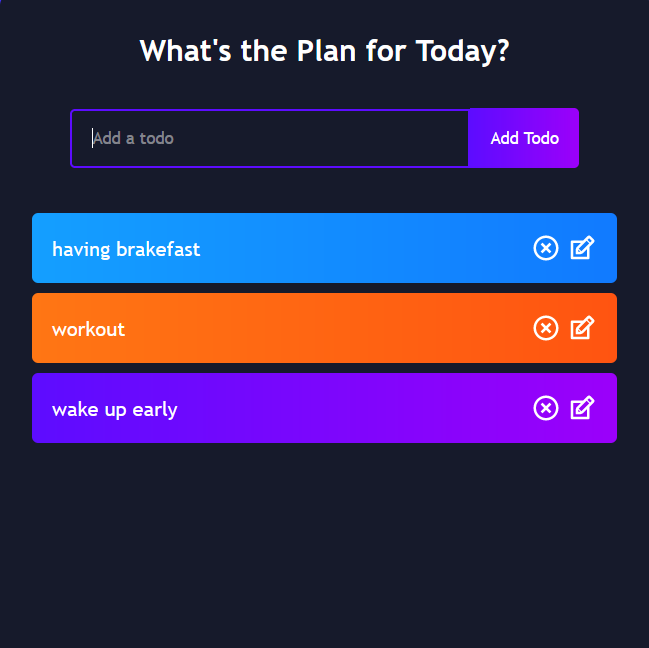 What's the Plan for Today?
Add a todo
Add Todo
having brakefast
workout
wake up early